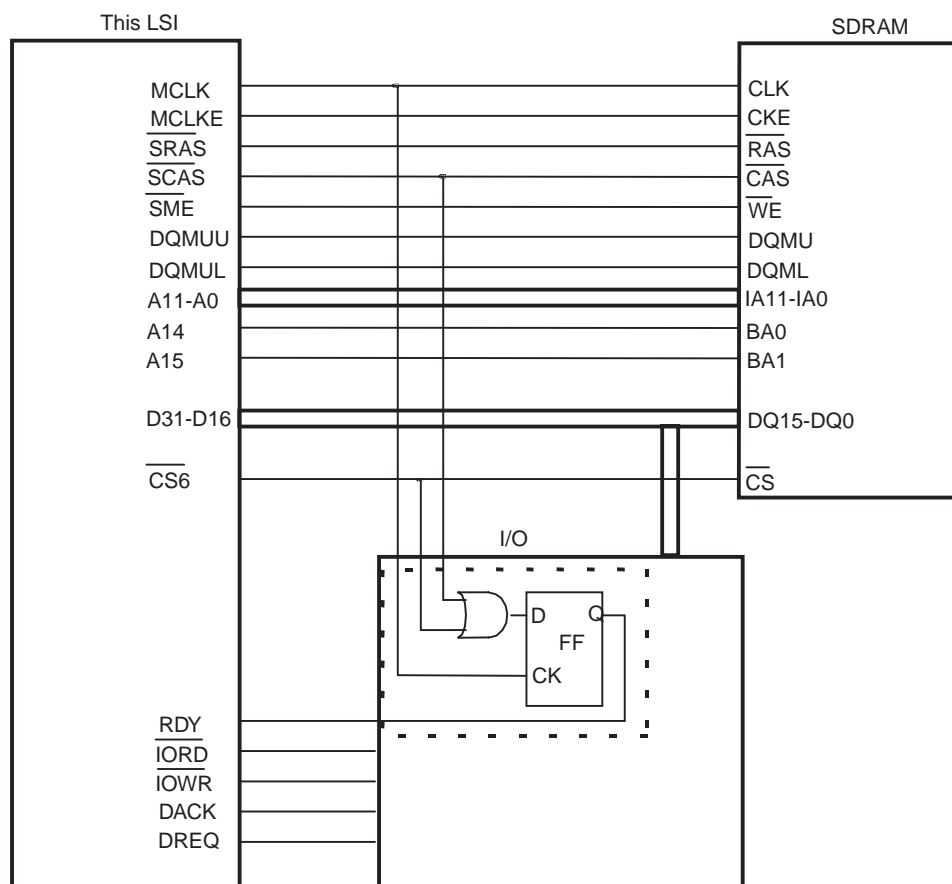 This LSI
SDRAM
MCLK
CLK
MCLKE
CKE
SRAS
RAS
SCAS
CAS
SME
WE
DQMUU
DQMU
DQMUL
DQML
A11-A0
IA11-IA0
A14
BA0
A15
BA1
D31-D16
DQ15-DQ0
CS6
CS
I/O
D
Q
FF
CK
RDY
IORD
IOWR
DACK
DREQ